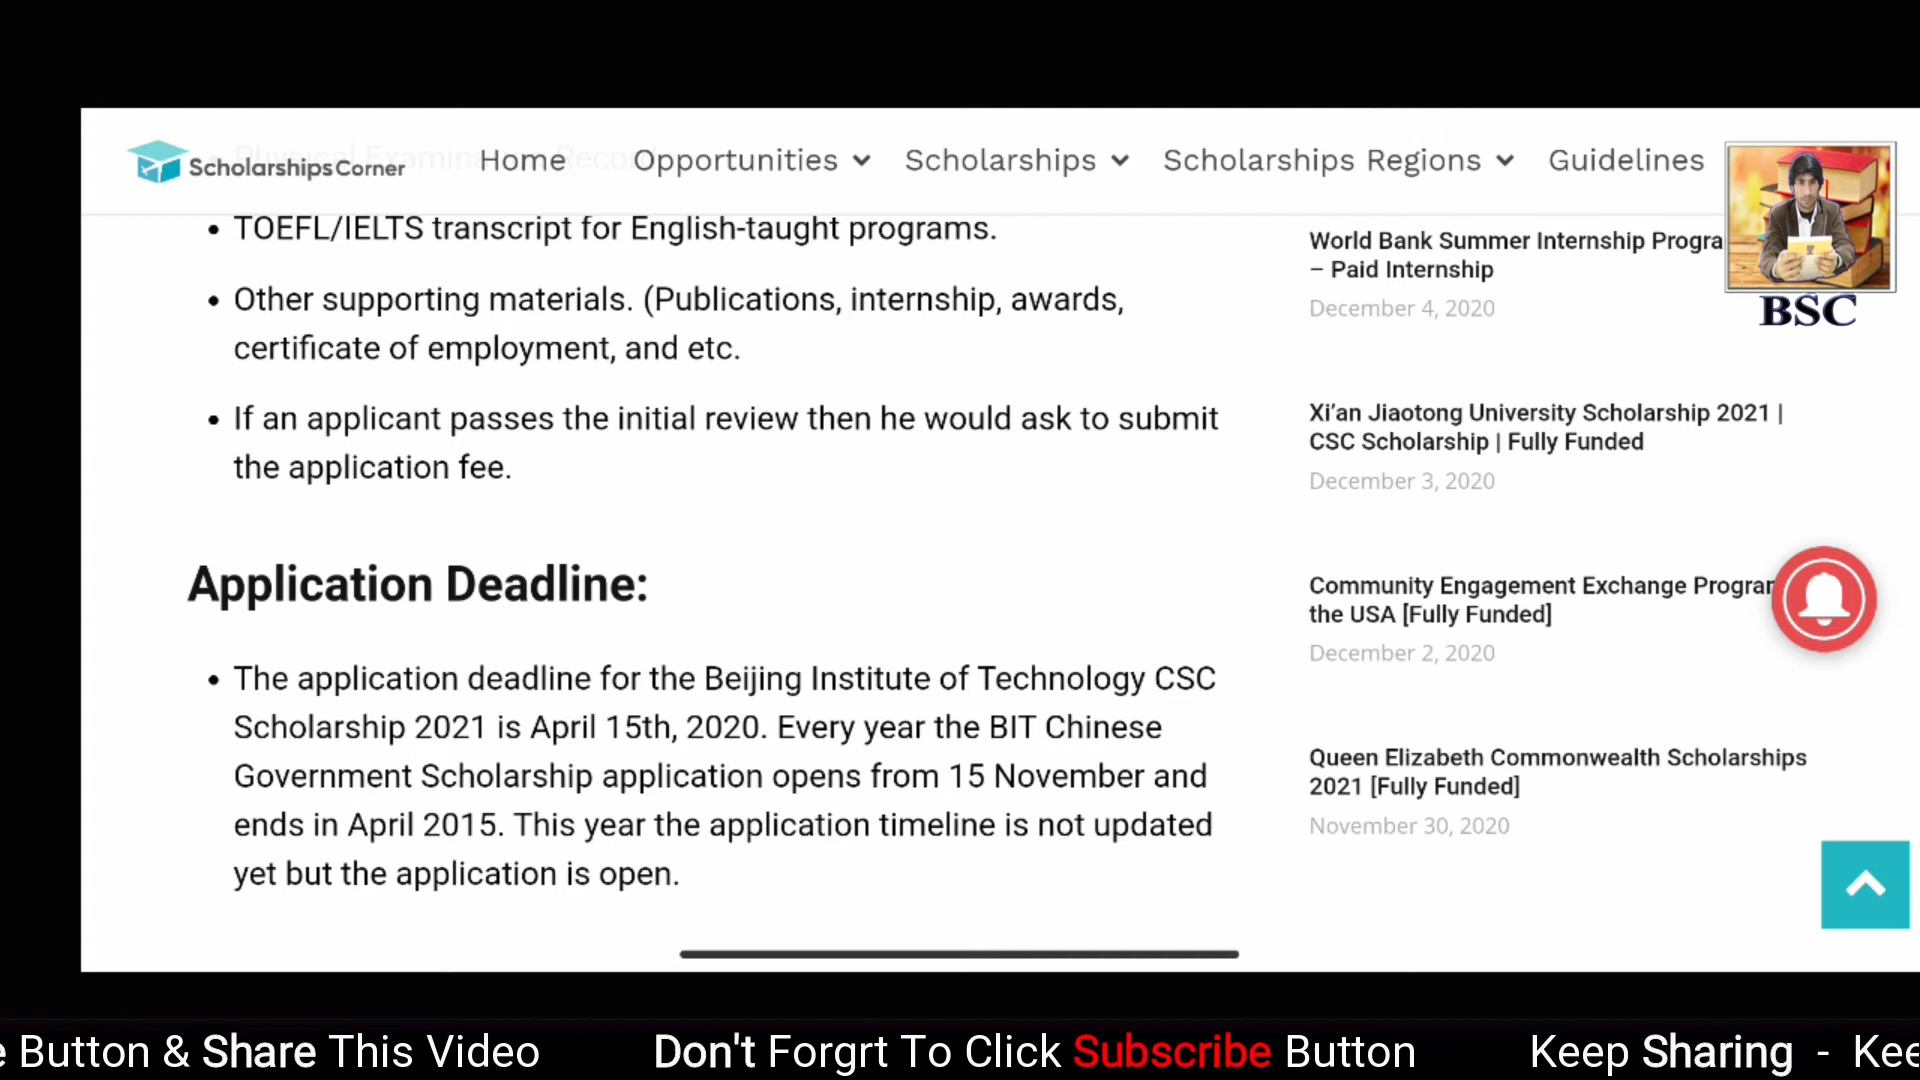 Physical Examination Record
ScholarshipsCorner
Home Opportunities Scholarships Scholarships Regions Guidelines
TOEFL/IELTS transcript for English-taught programs.
Other supporting materials. (Publications, internship, awards,
certificate of employment, and etc.
If an applicant passes the initial review then he would ask to submit
the application fee.
Application Deadline:
The application deadline for the Beijing Institute of Technology CSC
Scholarship 2021 is April 15th, 2020. Every year the BIT Chinese
Government Scholarship application opens from 15 November and
ends in April 2015. This year the application timeline is not updated
yet but the application is open.
World Bank Summer Internship Progra
– Paid Internship
December 4, 2020
Xi’an Jiaotong University Scholarship 2021 |
CSC Scholarship | Fully Funded
December 3, 2020
Community Engagement Exchange Program
the USA [Fully Funded]
December 2, 2020
Queen Elizabeth Commonwealth Scholarships
2021 [Fully Funded]
November 30, 2020
BSC
e Button & Share This Video Don't Forgrt To Click Subscribe Button Keep Sharing - Kee